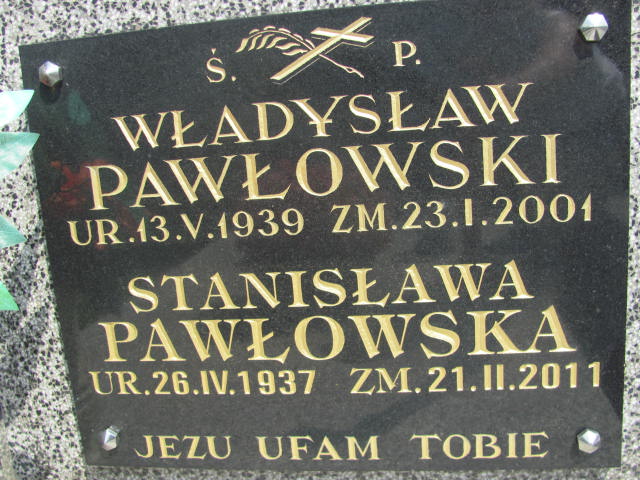 Ś. P.
WŁADYSŁAW
PAWŁOWSKI
UR.13.V.1939 ZM.23.I.2001
STANISŁAWA
PAWŁOWSKA
UR.26.IV.1937 ZM.21.II.2011
JEZU UFAM TOBIE